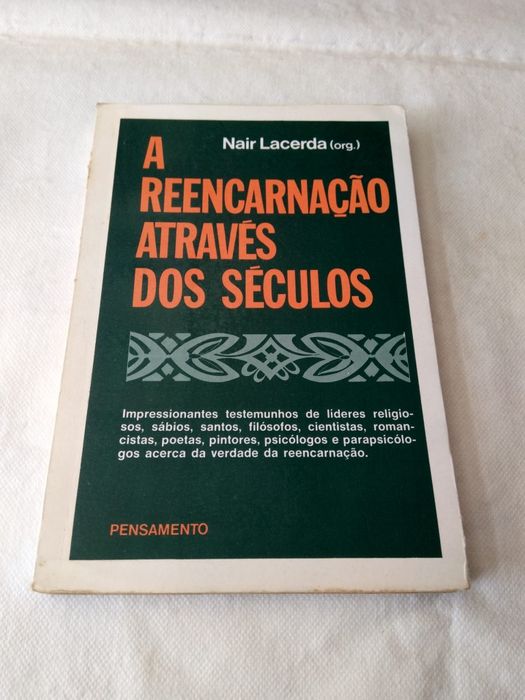 Nair Lacerda (org.)
A
REENCARNAÇÃO
ATRAVÉS
DOS SÉCULOS
Impressionantes testemunhos de líderes religio-
sos, sábios, santos, filósofos, cientistas, roman-
cistas, poetas, pintores, psicólogos e parapsicólo-
gos acerca da verdade da reencarnação.
PENSAMENTO